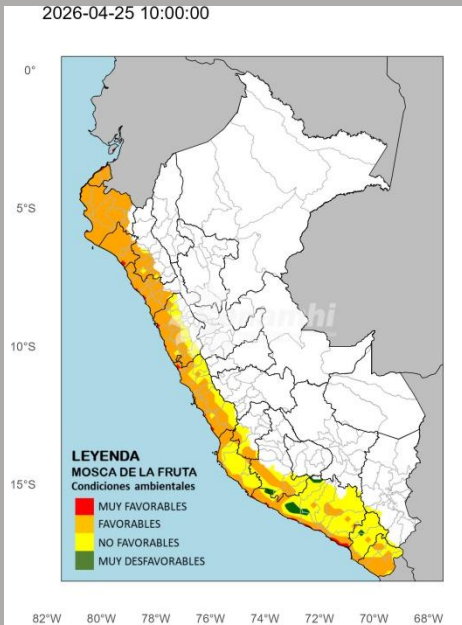 2026-04-25 10:00:00
0°
5°S
10°S
15°S
senamhi
LEYENDA
MOSCA DE LA FRUTA
Condiciones ambientales
MUY FAVORABLES
FAVORABLES
NO FAVORABLES
MUY DESFAVORABLES
82°W 80°W 78°W 76°W 74°W 72°W 70°W 68°W